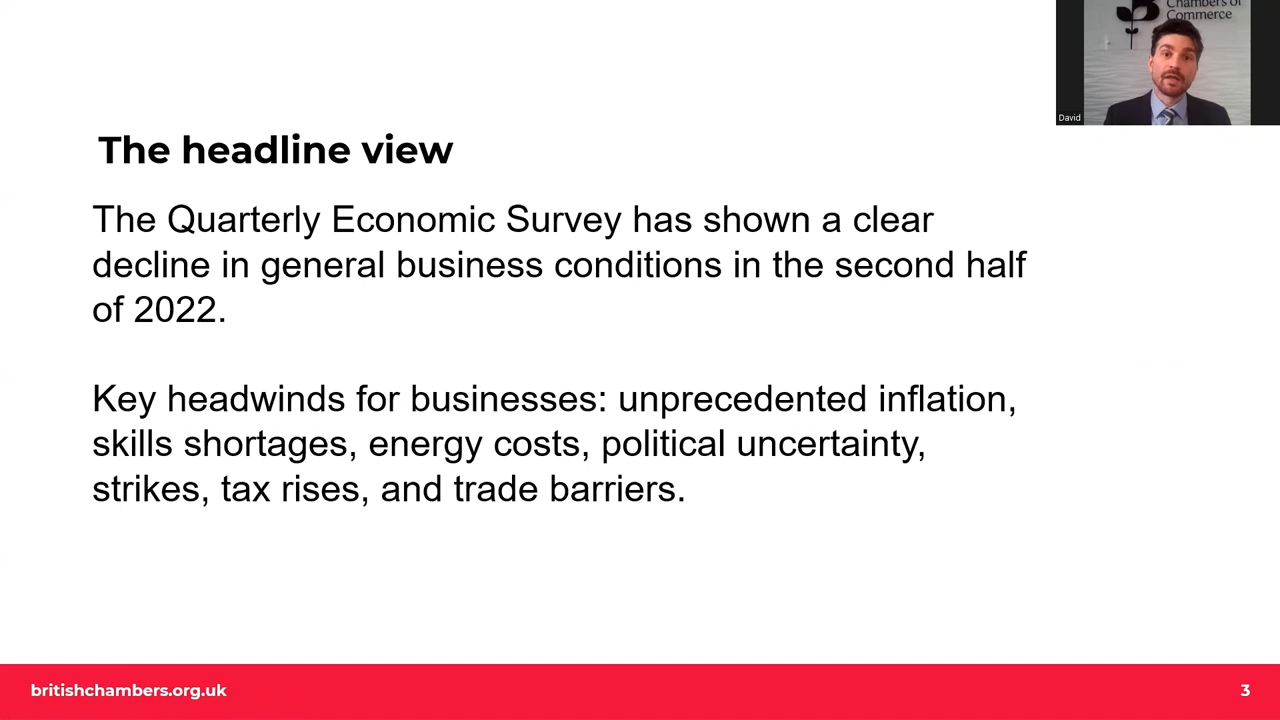 Chambers of
Commerce
David
The headline view
The Quarterly Economic Survey has shown a clear
decline in general business conditions in the second half
of 2022.
Key headwinds for businesses: unprecedented inflation,
skills shortages, energy costs, political uncertainty,
strikes, tax rises, and trade barriers.
britishchambers.org.uk
3